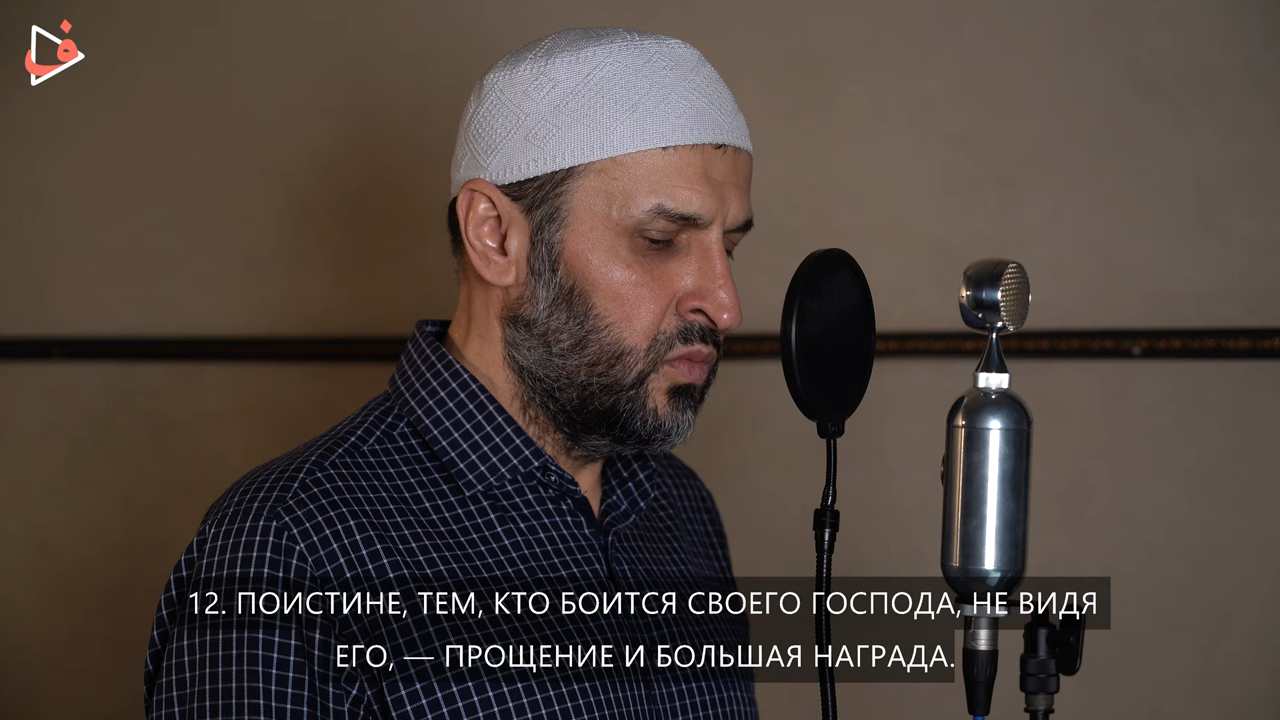 ف
12. ПОИСТИНЕ, ТЕМ, КТО БОИТСЯ СВОЕГО ГОСПОДА, НЕ ВИДЯ
ЕГО, — ПРОЩЕНИЕ И БОЛЬШАЯ НАГРАДА.